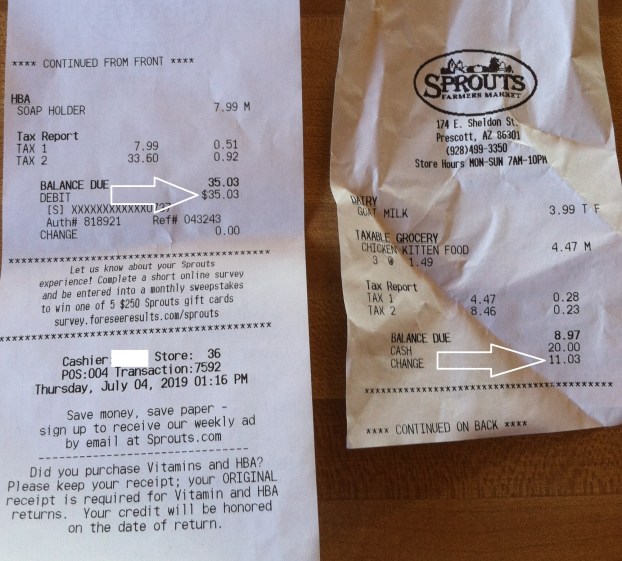 **** CONTINUED FROM FRONT ****
HBA
SOAP HOLDER 7.99 M
Tax Report
TAX 1 7.99 0.51
TAX 2 33.60 0.92
BALANCE DUE 35.03
DEBIT $35.03
[S] XXXXXXXXXXXX
Auth# 818921 Ref# 043243
CHANGE 0.00
****************************************
Let us know about your Sprouts
experience! Complete a short online survey
and be entered into a monthly sweepstakes
to win one of 5 $250 Sprouts gift cards
survey.foreseeresults.com/sprouts
****************************************
Cashier: Store: 36
POS:004 Transaction:7592
Thursday, July 04, 2019 01:16 PM
Save money, save paper -
sign up to receive our weekly ad
by email at Sprouts.com
------------------------------
Did you purchase Vitamins and HBA?
Please keep your receipt; your ORIGINAL
receipt is required for Vitamin and HBA
returns. Your credit will be honored
on the date of return.
SPROUTS
FARMERS MARKET
174 E. Sheldon St.
Prescott, AZ 86301
(928)499-3350
Store Hours MON-SUN 7AM-10PM
DAIRY
GOAT MILK 3.99 T F
TAXABLE GROCERY
CHICKEN KITTEN FOOD 4.47 M
3 @ 1.49
Tax Report
TAX 1 4.47 0.28
TAX 2 8.46 0.23
BALANCE DUE 8.97
CASH 20.00
CHANGE 11.03
****************************************
**** CONTINUED ON BACK ****